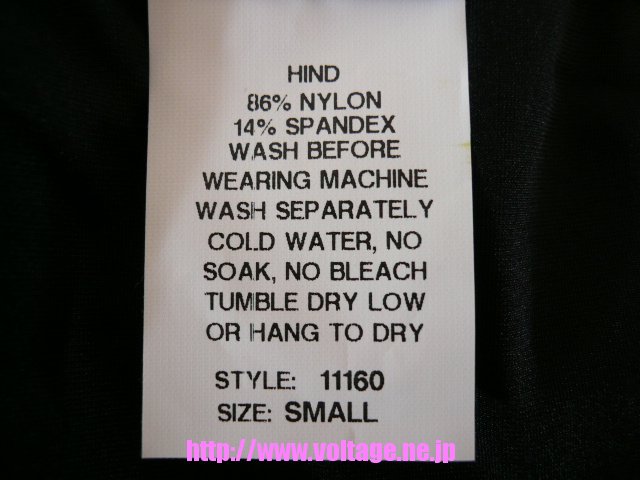 HIND
86% NYLON
14% SPANDEX
WASH BEFORE
WEARING MACHINE
WASH SEPARATELY
COLD WATER, NO
SOAK, NO BLEACH
TUMBLE DRY LOW
OR HANG TO DRY
STYLE: 11160
SIZE: SMALL
http://www.voltage.ne.jp